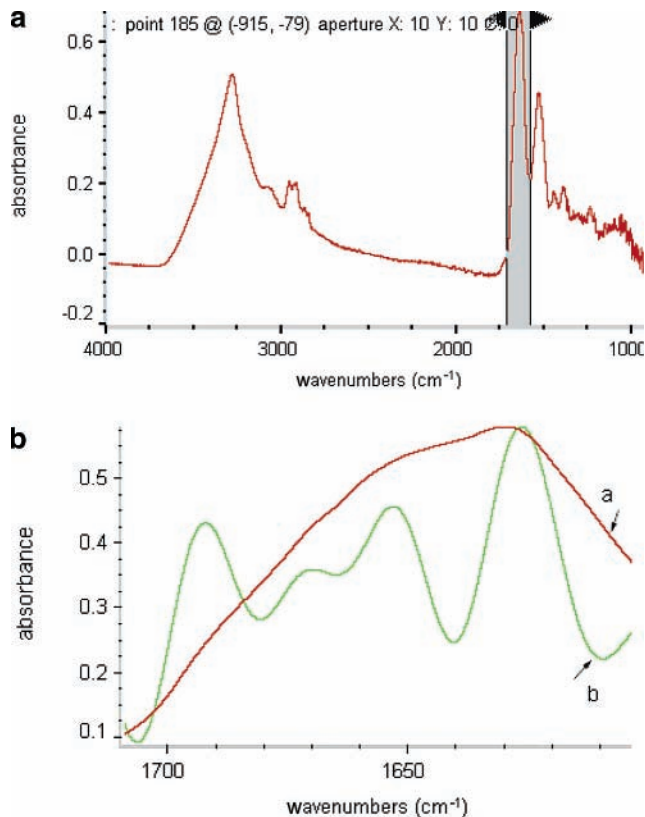 a
: point 185 @ (-915, -79) aperture X: 10 Y: 10
0.6
0.4
0.2
0.0
-0.2
absorbance
4000 3000 2000 1000
wavenumbers (cm⁻¹)
b
0.5
0.4
0.3
0.2
0.1
absorbance
a
b
1700 1650
wavenumbers (cm⁻¹)